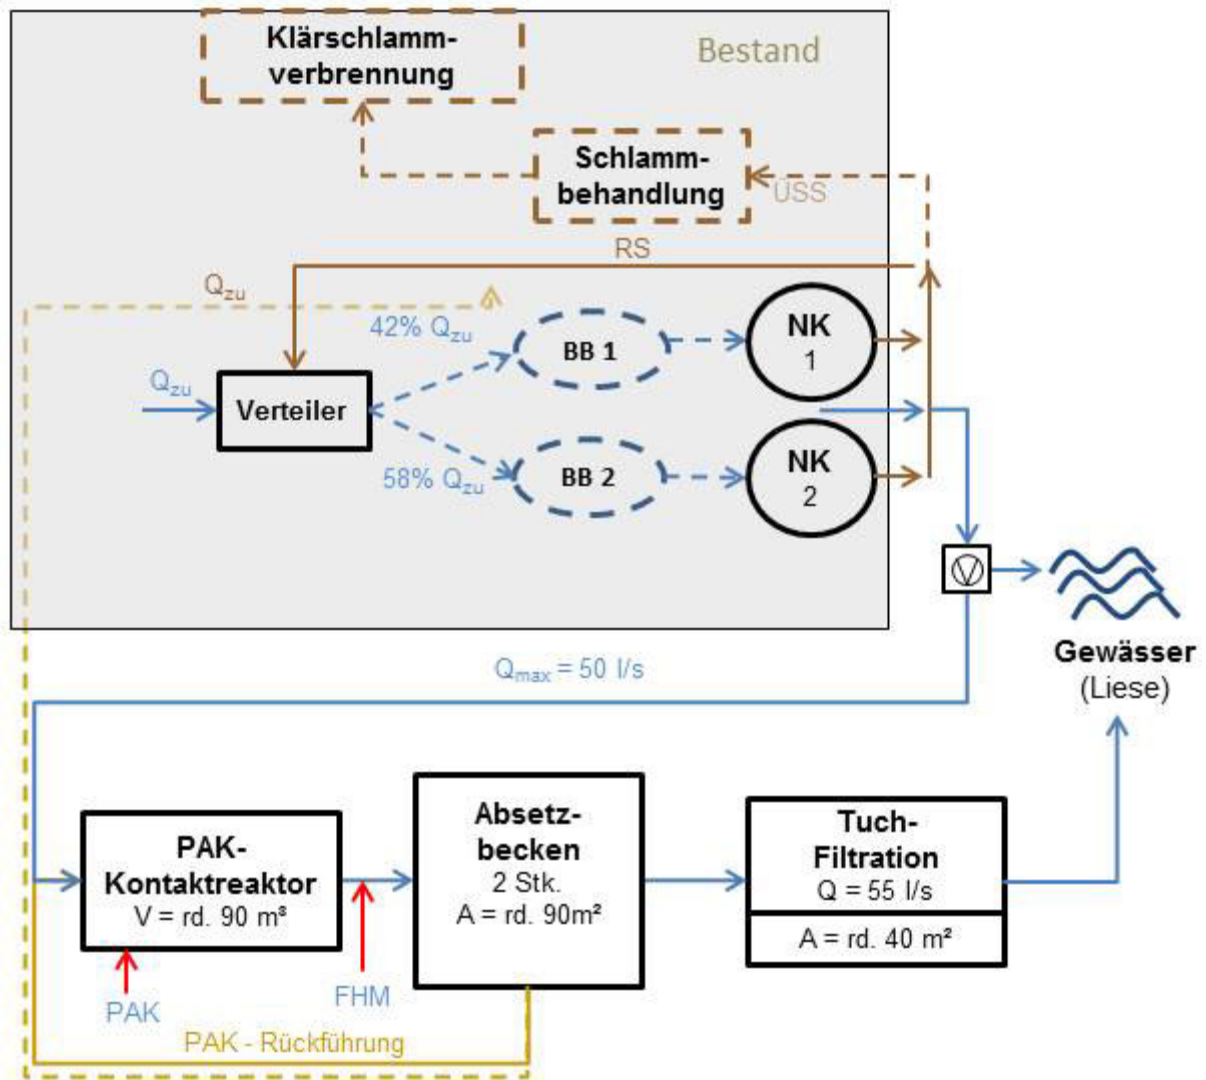 Klärschlamm-
verbrennung
Bestand
Schlamm-
behandlung
ÜSS
RS
Qzu
42% Qzu
BB 1
NK
1
Qzu
Verteiler
58% Qzu
BB 2
NK
2
V
Gewässer
(Liese)
Qmax = 50 l/s
PAK-
Kontaktreaktor
V = rd. 90 m³
Absetz-
becken
2 Stk.
A = rd. 90m²
Tuch-
Filtration
Q = 55 l/s
A = rd. 40 m²
PAK
FHM
PAK - Rückführung